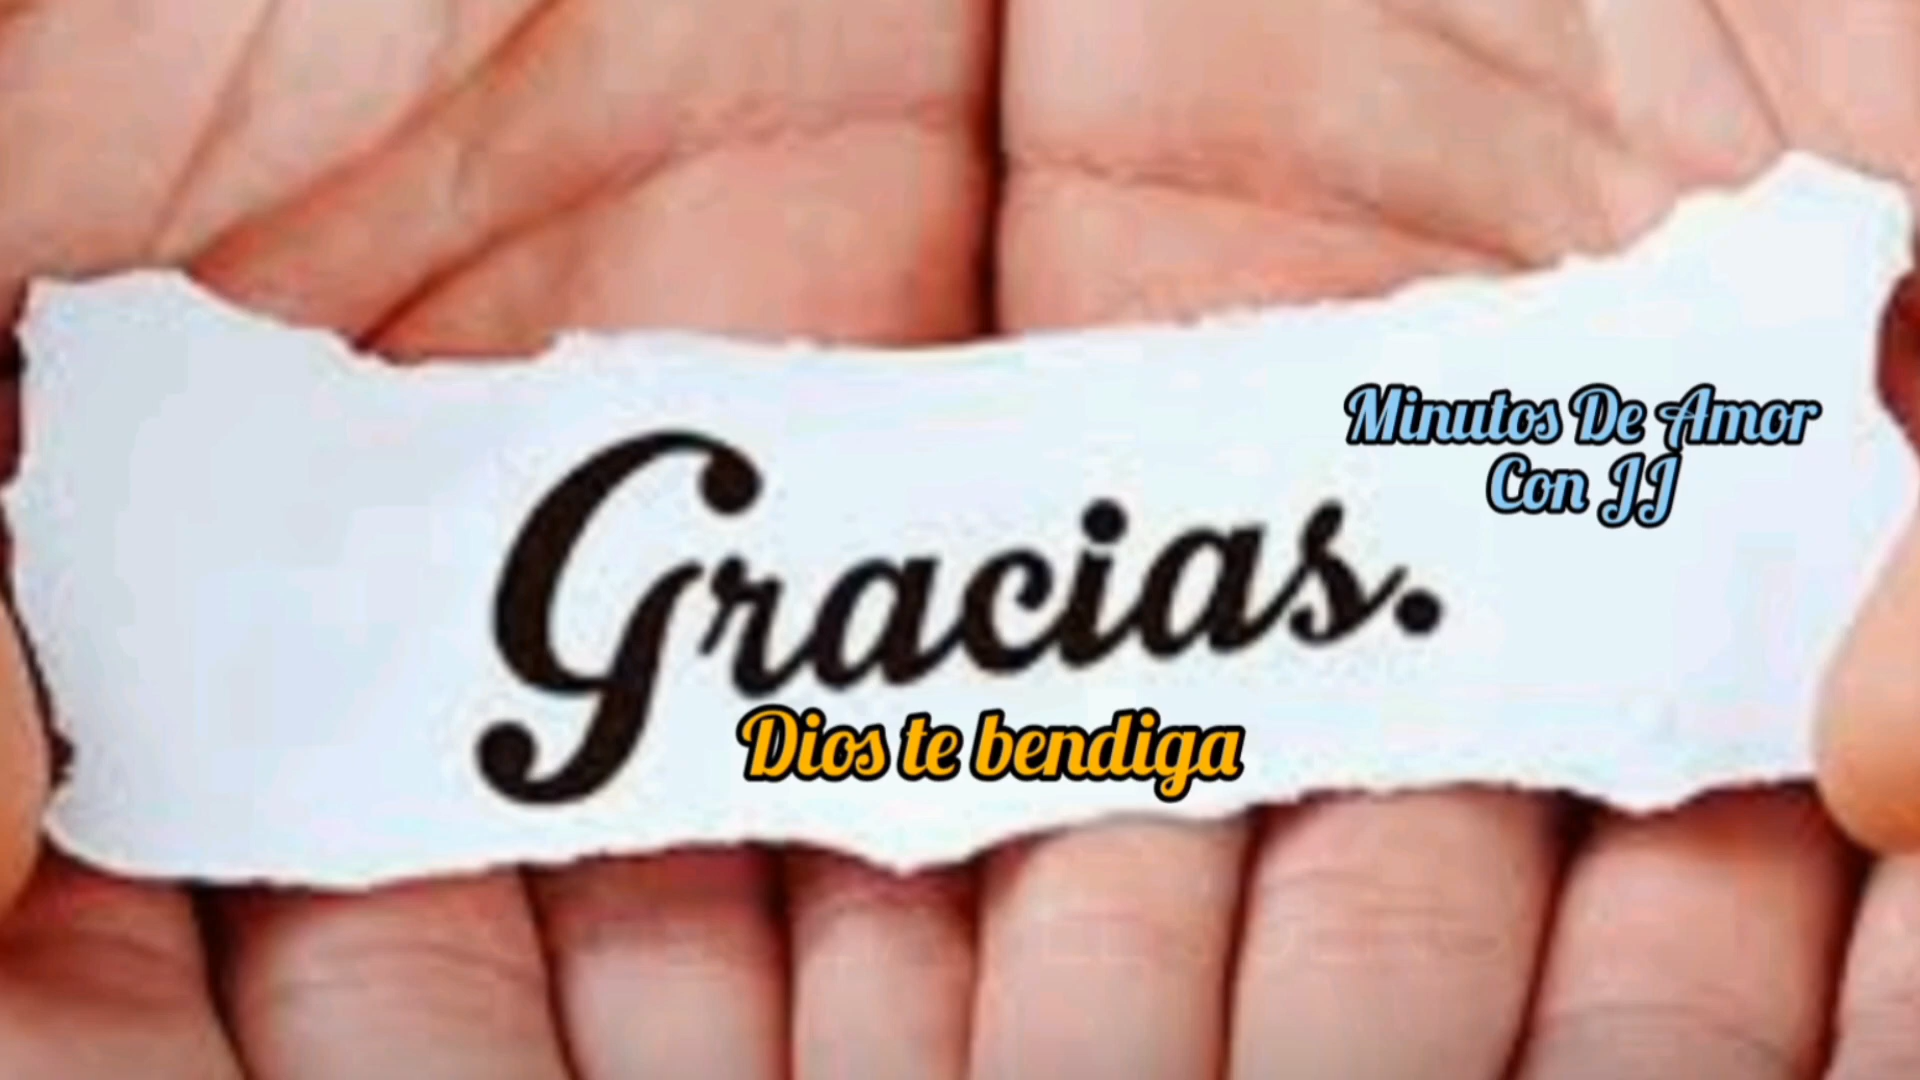 Minutos De Amor
Con JJ
Gracias.
Dios te bendiga